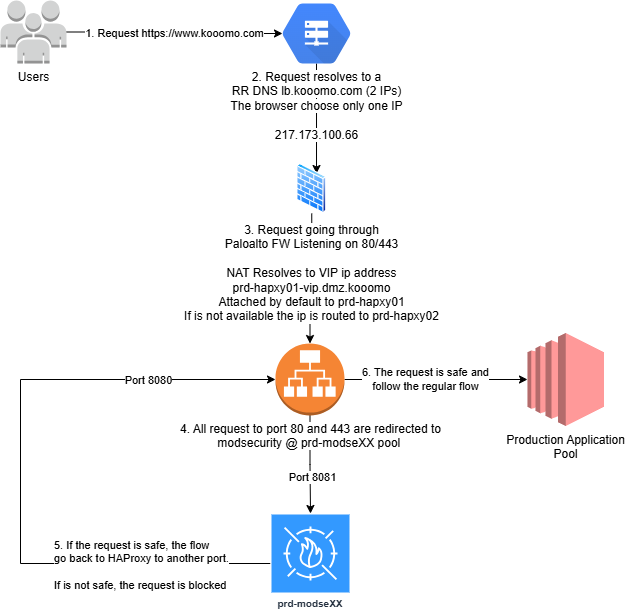 1. Request https://www.kooomo.com
Users
2. Request resolves to a
RR DNS lb.kooomo.com (2 IPs)
The browser choose only one IP
217.173.100.66
3. Request going through
Paloalto FW Listening on 80/443
NAT Resolves to VIP ip address
prd-hapxy01-vip.dmz.kooomo
Attached by default to prd-hapxy01
If is not available the ip is routed to prd-hapxy02
Port 8080
6. The request is safe and
follow the regular flow
4. All request to port 80 and 443 are redirected to
modsecurity @ prd-modseXX pool
Production Application
Pool
Port 8081
5. If the request is safe, the flow
go back to HAProxy to another port.
If is not safe, the request is blocked
prd-modseXX